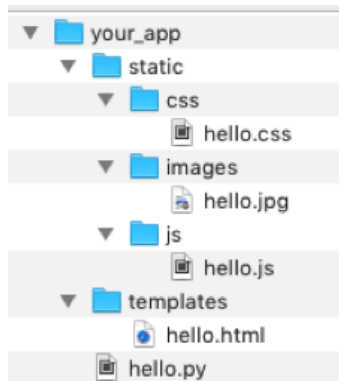 your_app
static
css
hello.css
images
hello.jpg
js
hello.js
templates
hello.html
hello.py